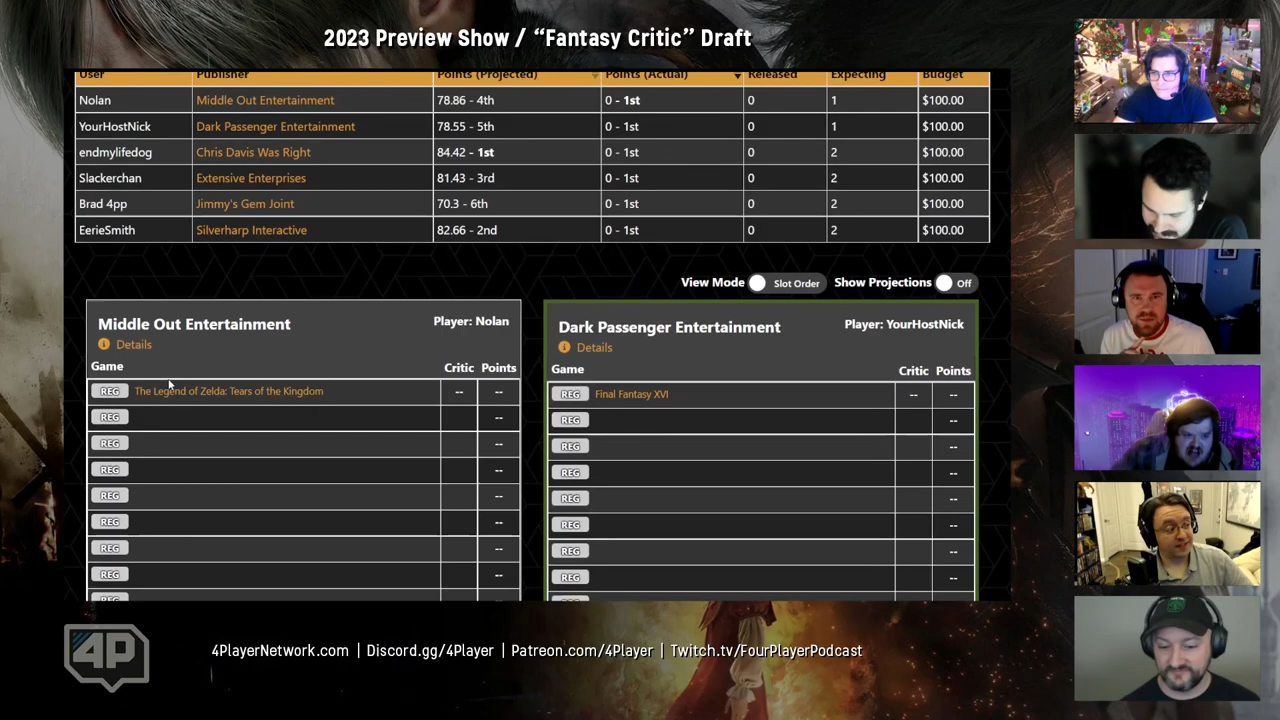 2023 Preview Show / “Fantasy Critic” Draft
User Publisher Points (Projected) Points (Actual) Released Expecting Budget
Nolan Middle Out Entertainment 78.86 - 4th 0 - 1st 0 1 $100.00
YourHostNick Dark Passenger Entertainment 78.55 - 5th 0 - 1st 0 1 $100.00
endmylifedog Chris Davis Was Right 84.42 - 1st 0 - 1st 0 2 $100.00
Slackerchan Extensive Enterprises 81.43 - 3rd 0 - 1st 0 2 $100.00
Brad 4pp Jimmy's Gem Joint 70.3 - 6th 0 - 1st 0 2 $100.00
EerieSmith Silverharp Interactive 82.66 - 2nd 0 - 1st 0 2 $100.00
View Mode Slot Order Show Projections Off
Middle Out Entertainment Player: Nolan
Details
Game Critic Points
REG The Legend of Zelda: Tears of the Kingdom -- --
REG
REG --
REG --
REG --
REG --
REG --
REG --
REG
Dark Passenger Entertainment Player: YourHostNick
Details
Game Critic Points
REG Final Fantasy XVI -- --
REG --
REG --
REG --
REG --
REG --
REG --
REG --
4P
4PlayerNetwork.com | Discord.gg/4Player | Patreon.com/4Player | Twitch.tv/FourPlayerPodcast